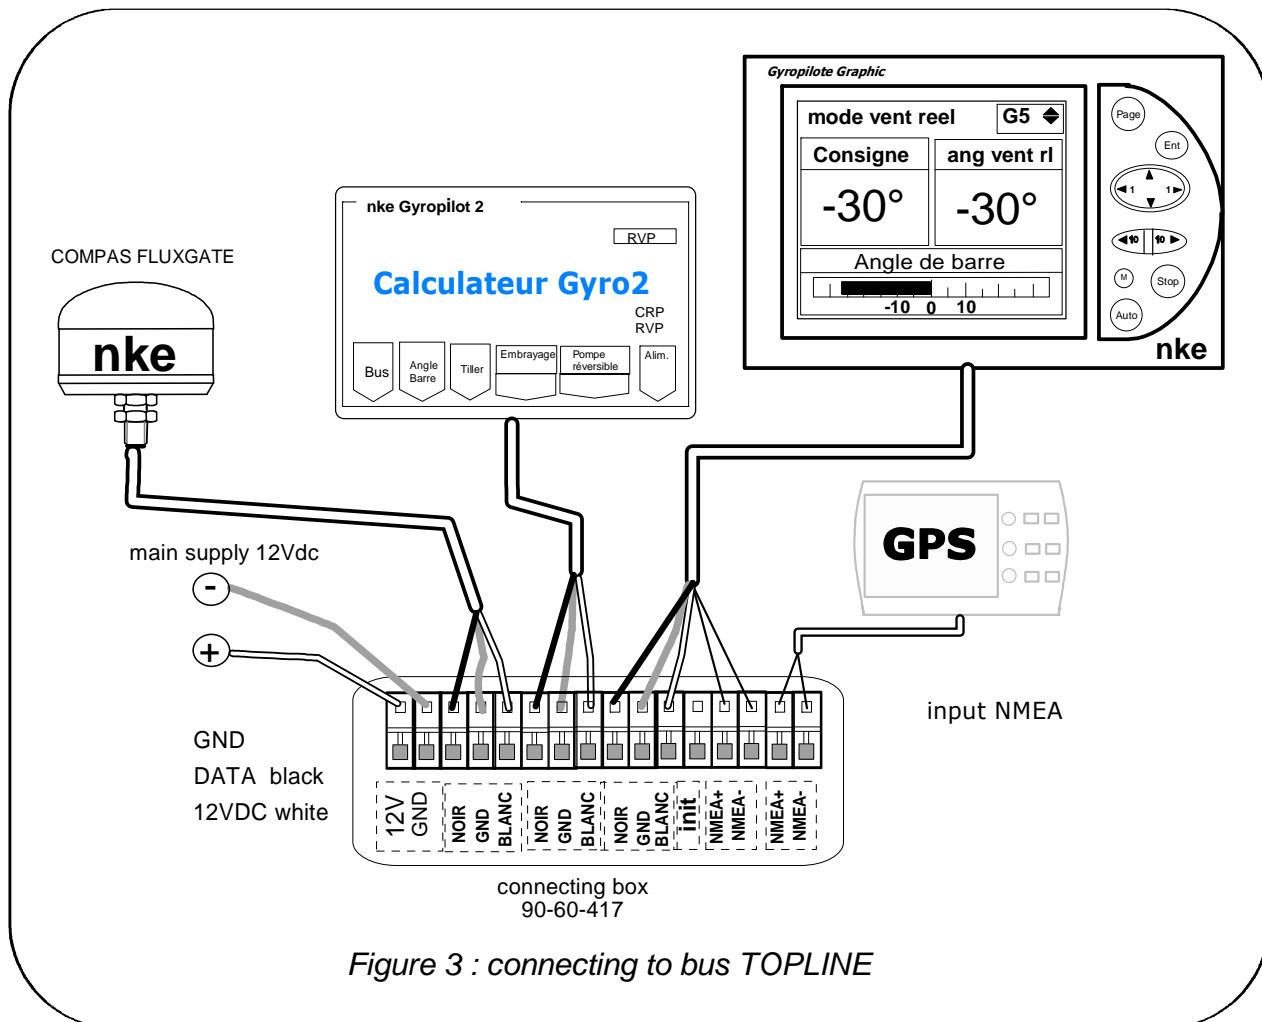 Gyropilote Graphic
mode vent reel
G5
Consigne
ang vent rl
-30°
-30°
Angle de barre
-10 0 10
Page
Ent
1
1
10
10
M
Stop
Auto
nke
nke Gyropilot 2
RVP
Calculateur Gyro2
CRP
RVP
Bus
Angle
Barre
Tiller
Embrayage
Pompe
réversible
Alim.
COMPAS FLUXGATE
nke
GPS
main supply 12Vdc
-
+
input NMEA
GND
DATA black
12VDC white
12V
GND
NOIR
GND
BLANC
NOIR
GND
BLANC
NOIR
GND
BLANC
init
NMEA+
NMEA-
NMEA+
NMEA-
connecting box
90-60-417
Figure 3 : connecting to bus TOPLINE